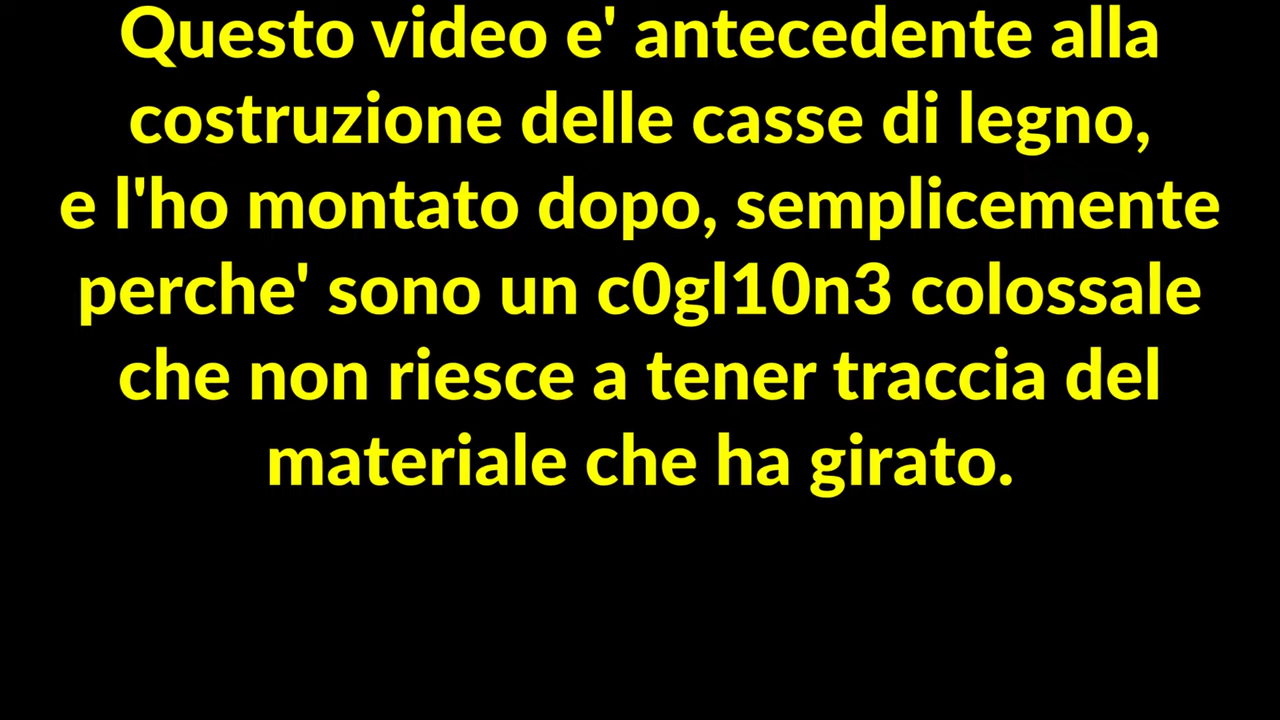 Questo video e' antecedente alla
costruzione delle casse di legno,
e l'ho montato dopo, semplicemente
perche' sono un c0gl10n3 colossale
che non riesce a tener traccia del
materiale che ha girato.